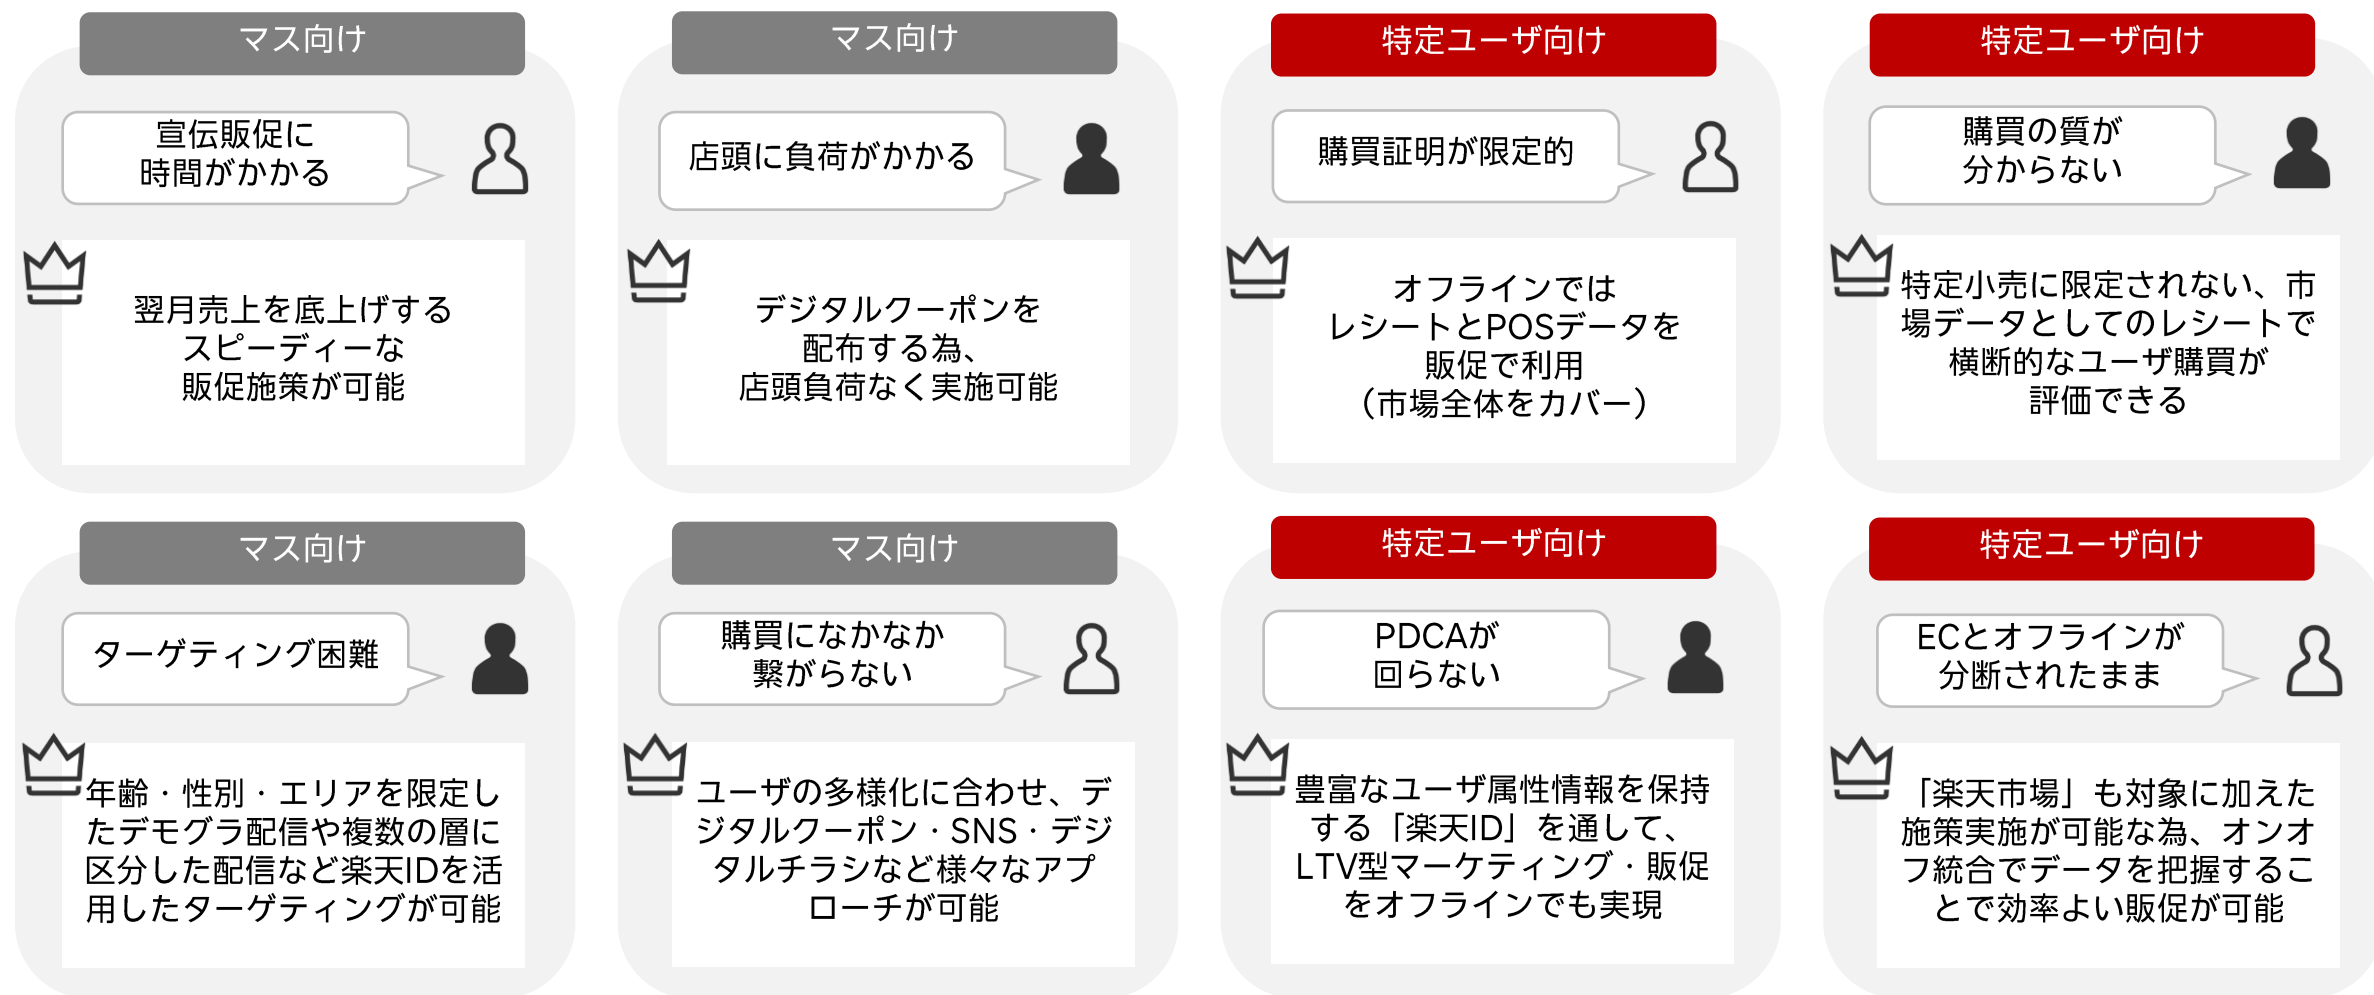 マス向け
宣伝販促に
時間がかかる
翌月売上を底上げする
スピーディーな
販促施策が可能
マス向け
店頭に負荷がかかる
デジタルクーポンを
配布する為、
店頭負荷なく実施可能
特定ユーザ向け
購買証明が限定的
オフラインでは
レシートとPOSデータを
販促で利用
（市場全体をカバー）
特定ユーザ向け
購買の質が
分からない
特定小売に限定されない、市
場データとしてのレシートで
横断的なユーザ購買が
評価できる
マス向け
ターゲティング困難
年齢・性別・エリアを限定し
たデモグラ配信や複数の層に
区分した配信など楽天IDを活
用したターゲティングが可能
マス向け
購買になかなか
繋がらない
ユーザの多様化に合わせ、デ
ジタルクーポン・SNS・デジ
タルチラシなど様々なアプ
ローチが可能
特定ユーザ向け
PDCAが
回らない
豊富なユーザ属性情報を保持
する「楽天ID」を通して、
LTV型マーケティング・販促
をオフラインでも実現
特定ユーザ向け
ECとオフラインが
分断されたまま
「楽天市場」も対象に加えた
施策実施が可能な為、オンオ
フ統合でデータを把握するこ
とで効率よい販促が可能